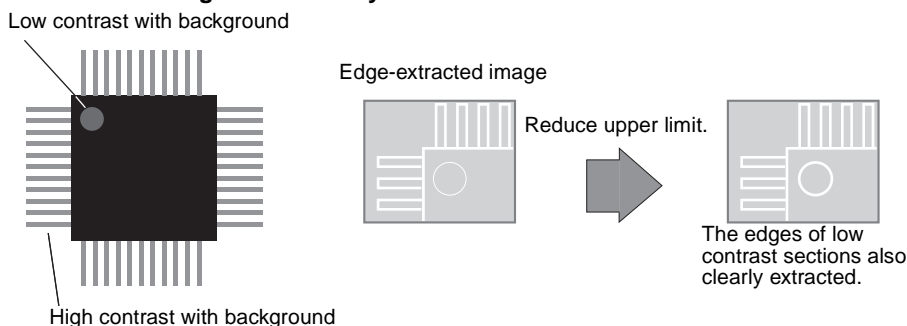 Low contrast with background
Edge-extracted image
Reduce upper limit.
The edges of low
contrast sections also
clearly extracted.
High contrast with background